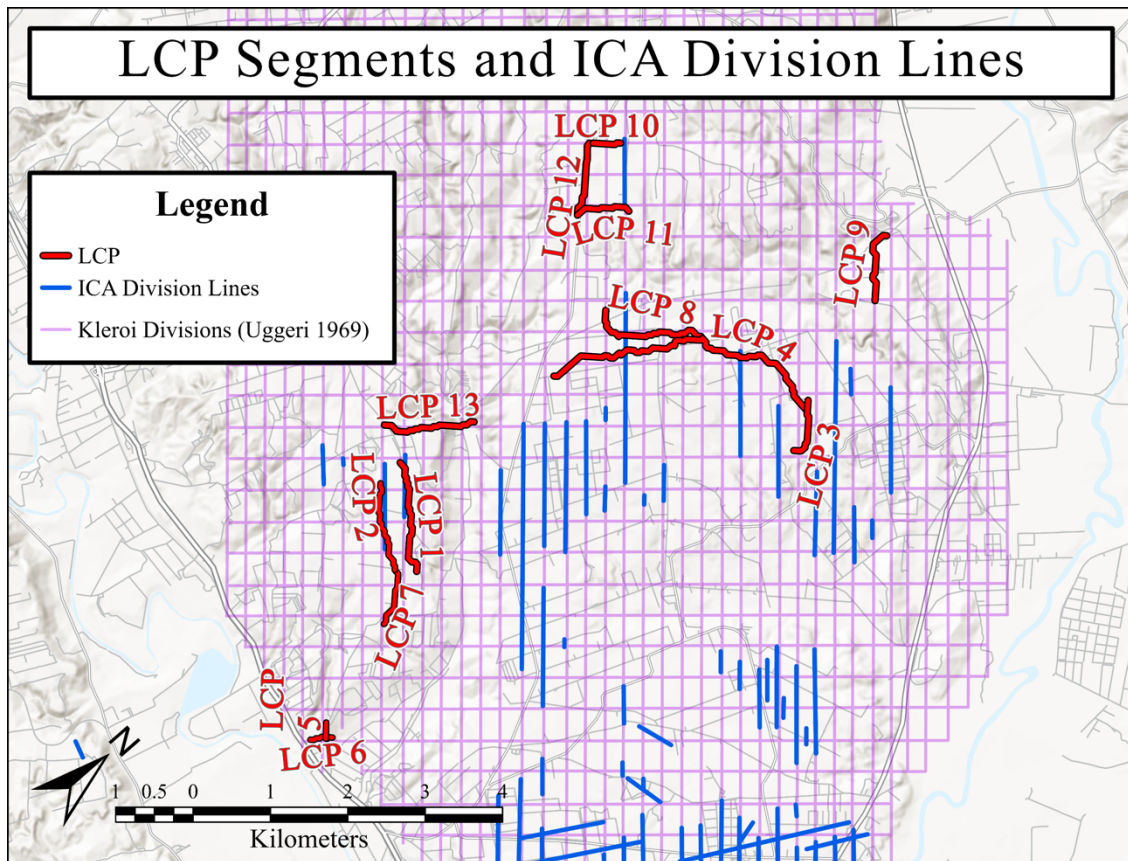 LCP Segments and ICA Division Lines
LCP 10
LCP 12
LCP 11
Legend
LCP
ICA Division Lines
Kleroi Divisions (Uggeri 1969)
LCP 9
LCP 8
LCP 4
LCP 13
LCP 3
LCP 2
LCP 1
LCP 7
LCP 5
LCP 6
N
1 0.5 0 1 2 3 4
Kilometers